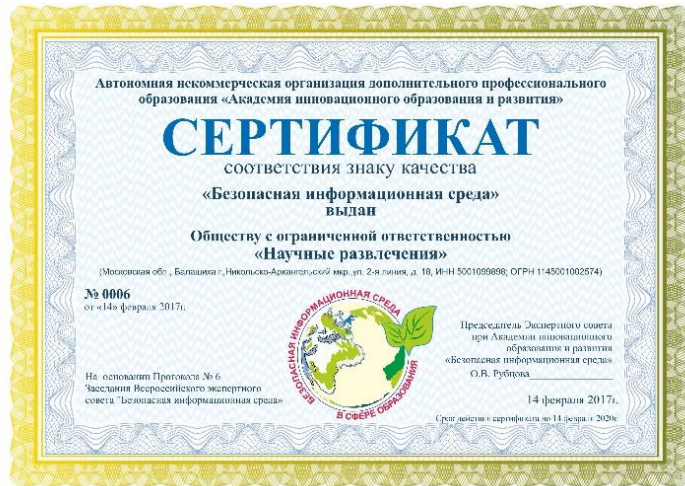 Автономная некоммерческая организация дополнительного профессионального
образования «Академия инновационного образования и развития»
СЕРТИФИКАТ
соответствия знаку качества
«Безопасная информационная среда»
выдан
Обществу с ограниченной ответственностью
«Научные развлечения»
(Московская обл., Балашиха г.,Никольско-Архангельский мкр.,ул. 2-я линия, д. 18, ИНН 5001099898; ОГРН 1145001002574)
№ 0006
от «14» февраля 2017г.
БЕЗОПАСНАЯ ИНФОРМАЦИОННАЯ СРЕДА
В СФЕРЕ ОБРАЗОВАНИЯ
Председатель Экспертного совета
при Академии инновационного
образования и развития
«Безопасная информационная среда»
О.В. Рубцова
На основании Протокола № 6
Заседания Всероссийского экспертного
совета "Безопасная информационная среда»
14 февраля 2017г.
Срок действия сертификата по 14 февраля 2020г.